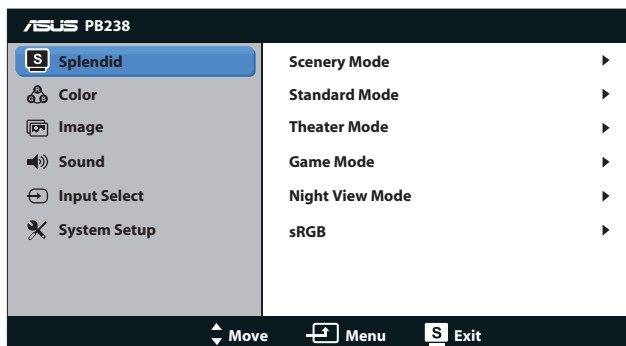 ASUS PB238
S Splendid
Color
Image
Sound
Input Select
System Setup
Scenery Mode
Standard Mode
Theater Mode
Game Mode
Night View Mode
sRGB
Move Menu S Exit